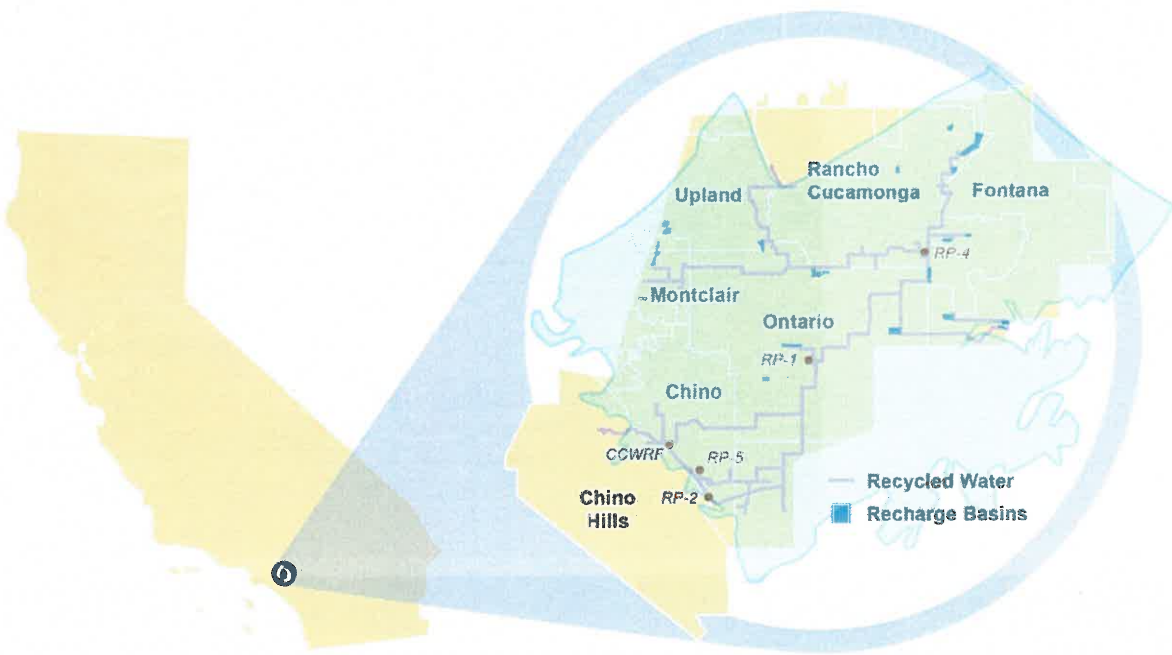 Rancho
Cucamonga
Upland
Fontana
RP-4
Montclair
Ontario
RP-1
Chino
CCWRF
RP-5
RP-2
Chino
Hills
Recycled Water
Recharge Basins